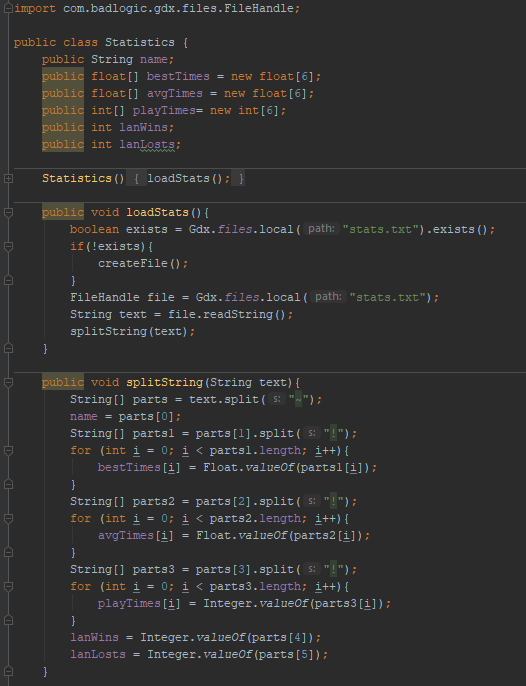 import com.badlogic.gdx.files.FileHandle;
public class Statistics {
public String name;
public float[] bestTimes = new float[6];
public float[] avgTimes = new float[6];
public int[] playTimes= new int[6];
public int lanWins;
public int lanLosts;
Statistics() { loadStats(); }
public void loadStats(){
boolean exists = Gdx.files.local( path: "stats.txt").exists();
if(!exists){
createFile();
}
FileHandle file = Gdx.files.local( path: "stats.txt");
String text = file.readString();
splitString(text);
}
public void splitString(String text){
String[] parts = text.split( s: "~");
name = parts[0];
String[] parts1 = parts[1].split( s: "!");
for (int i = 0; i < parts1.length; i++){
bestTimes[i] = Float.valueOf(parts1[i]);
}
String[] parts2 = parts[2].split( s: "!");
for (int i = 0; i < parts2.length; i++){
avgTimes[i] = Float.valueOf(parts2[i]);
}
String[] parts3 = parts[3].split( s: "!");
for (int i = 0; i < parts3.length; i++){
playTimes[i] = Integer.valueOf(parts3[i]);
}
lanWins = Integer.valueOf(parts[4]);
lanLosts = Integer.valueOf(parts[5]);
}